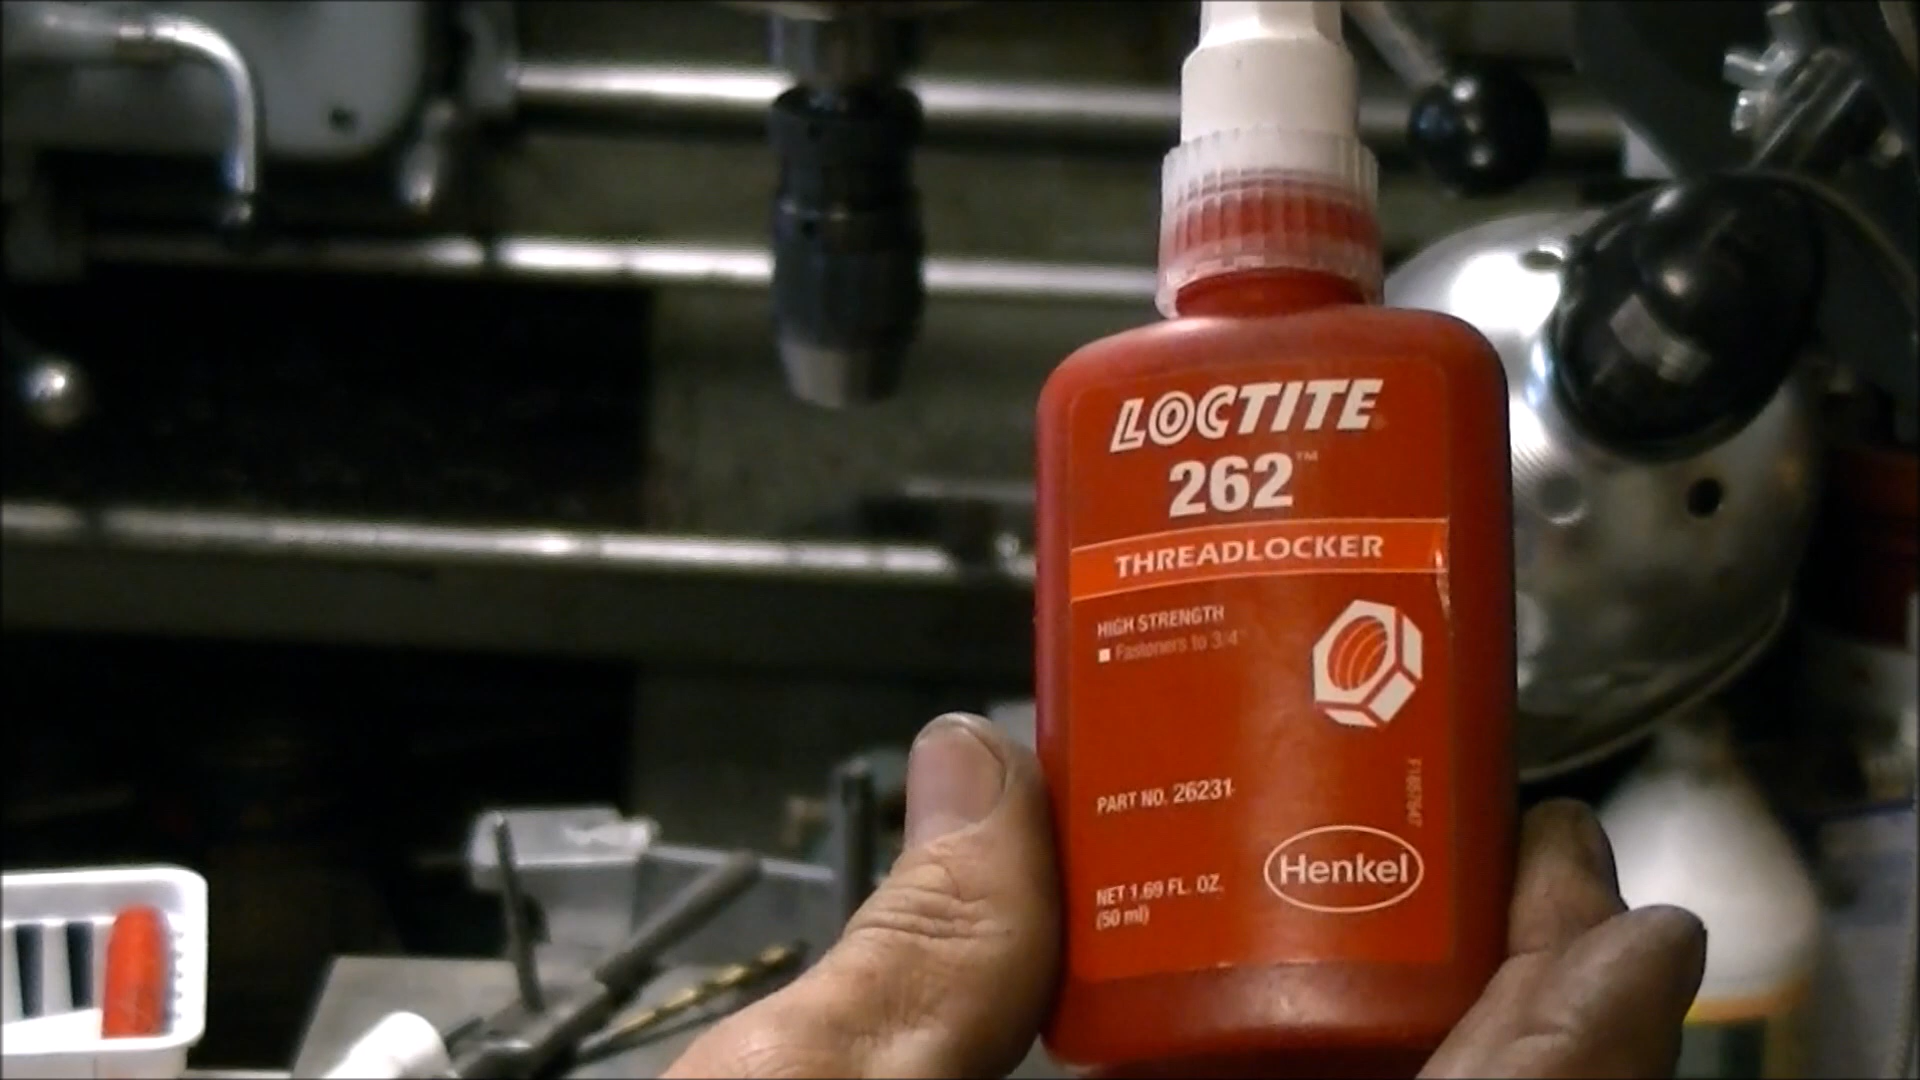 LOCTITE
262™
THREADLOCKER
HIGH STRENGTH
Fasteners to 3/4"
PART NO. 26231
NET 1.69 FL. OZ.
(50 ml)
Henkel